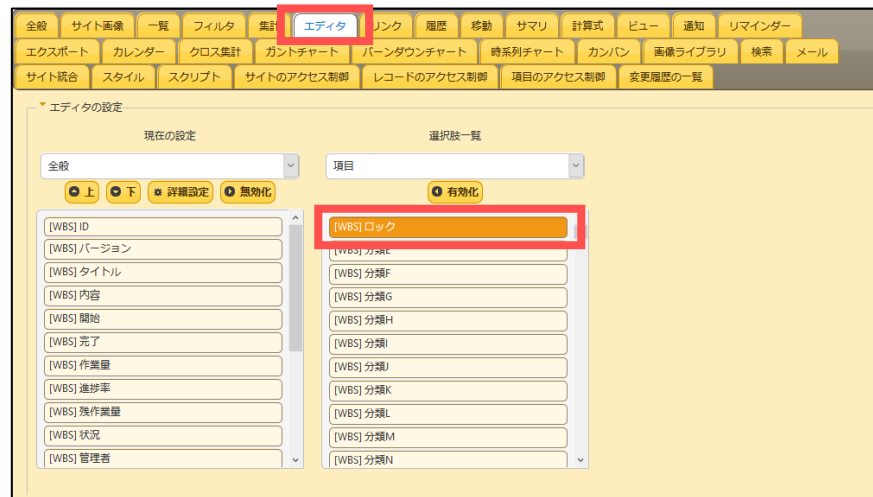 全般 サイト画像 一覧 フィルタ 集計 エディタ リンク 履歴 移動 サマリ 計算式 ビュー 通知 リマインダー
エクスポート カレンダー クロス集計 ガントチャート バーンダウンチャート 時系列チャート カンバン 画像ライブラリ 検索 メール
サイト統合 スタイル スクリプト サイトのアクセス制御 レコードのアクセス制御 項目のアクセス制御 変更履歴の一覧
エディタの設定
現在の設定 選択肢一覧
全般 項目
上 下 詳細設定 無効化 有効化
[WBS] ID [WBS] ロック
[WBS] バージョン [WBS] 分類E
[WBS] タイトル [WBS] 分類F
[WBS] 内容 [WBS] 分類G
[WBS] 開始 [WBS] 分類H
[WBS] 完了 [WBS] 分類I
[WBS] 作業量 [WBS] 分類J
[WBS] 進捗率 [WBS] 分類K
[WBS] 残作業量 [WBS] 分類L
[WBS] 状況 [WBS] 分類M
[WBS] 管理者 [WBS] 分類N